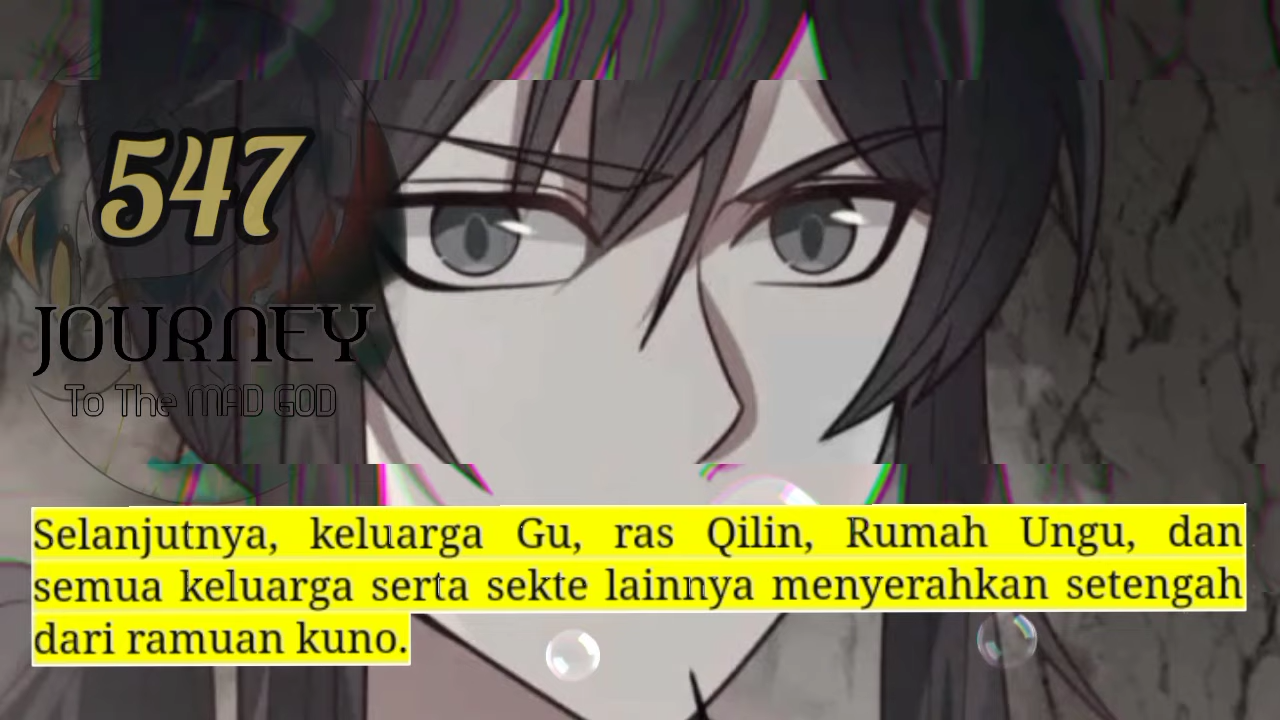 547
JOURNEY
To The MAD GOD
Selanjutnya, keluarga Gu, ras Qilin, Rumah Ungu, dan
semua keluarga serta sekte lainnya menyerahkan setengah
dari ramuan kuno.